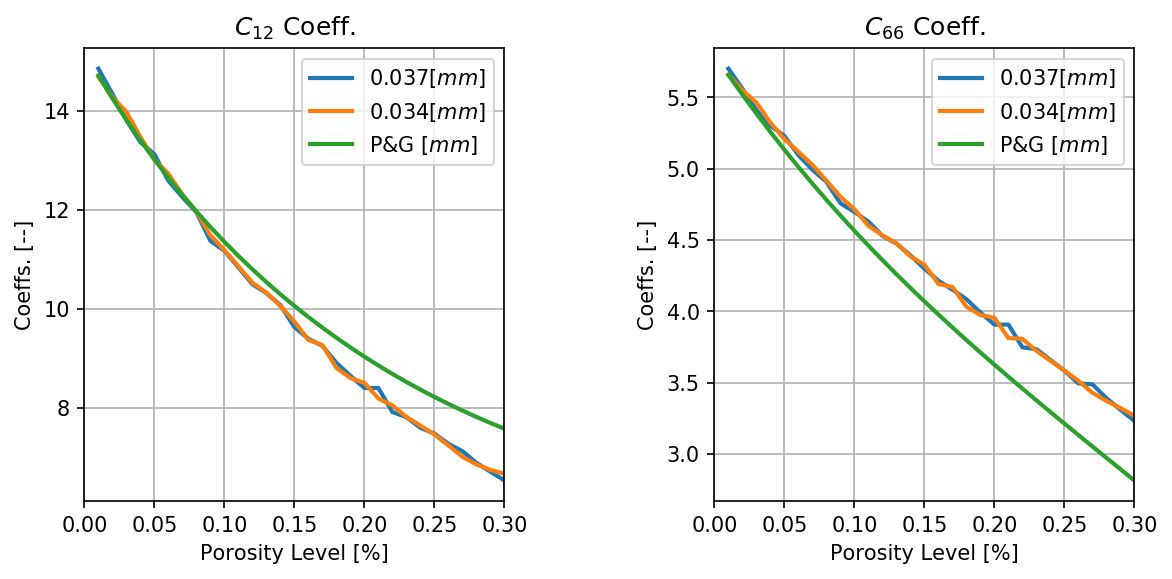 C12 Coeff.
0.037[mm]
0.034[mm]
P&G [mm]
14
12
10
8
Coeffs. [--]
0.00 0.05 0.10 0.15 0.20 0.25 0.30
Porosity Level [%]
C66 Coeff.
0.037[mm]
0.034[mm]
P&G [mm]
5.5
5.0
4.5
4.0
3.5
3.0
Coeffs. [--]
0.00 0.05 0.10 0.15 0.20 0.25 0.30
Porosity Level [%]